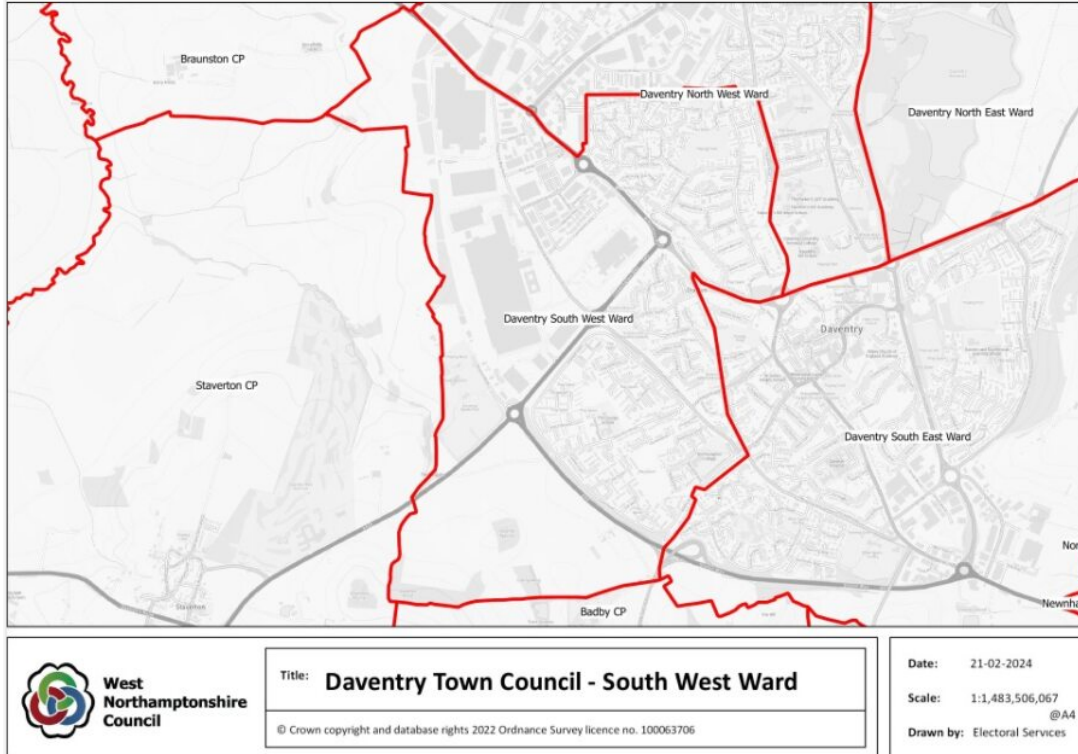 Braunston CP
Daventry North West Ward
Daventry North East Ward
Daventry South West Ward
Daventry
Staverton CP
Daventry South East Ward
Nor
Staverton
Badby CP
Newnha
West
Northamptonshire
Council
Title: Daventry Town Council - South West Ward
© Crown copyright and database rights 2022 Ordnance Survey licence no. 100063706
Date: 21-02-2024
Scale: 1:1,483,506,067
@A4
Drawn by: Electoral Services